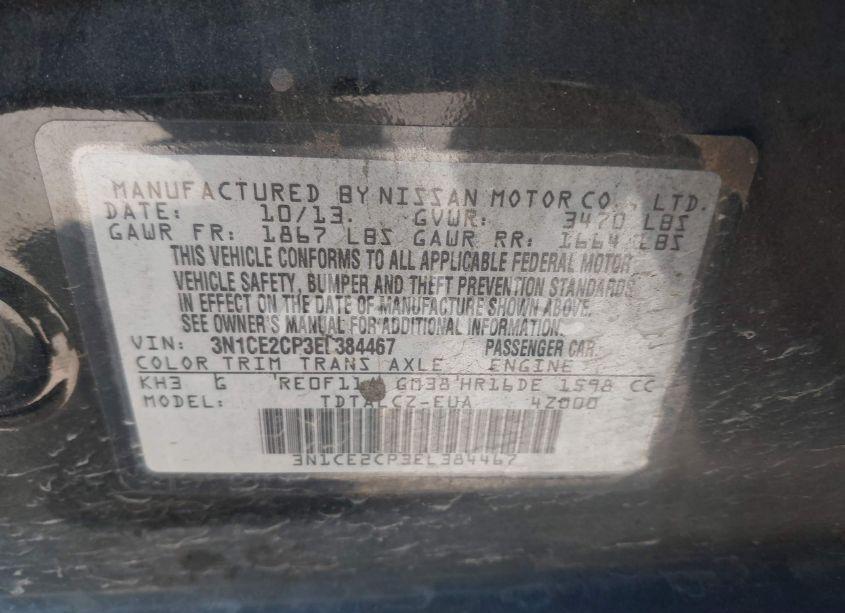 MANUFACTURED BY NISSAN MOTOR CO., LTD.
DATE: 10/13. GVWR: 3470 LBS
GAWR FR: 1867 LBS GAWR RR: 1664 LBS
THIS VEHICLE CONFORMS TO ALL APPLICABLE FEDERAL MOTOR
VEHICLE SAFETY, BUMPER AND THEFT PREVENTION STANDARDS
IN EFFECT ON THE DATE OF MANUFACTURE SHOWN ABOVE.
SEE OWNER'S MANUAL FOR ADDITIONAL INFORMATION.
VIN: 3N1CE2CP3EL384467 PASSENGER CAR
COLOR TRIM TRANS AXLE ENGINE
KH3 G GM38 HR16DE 1598 CC
MODEL: TDTALCZ-EUA 4Z000
3N1CE2CP3EL384467